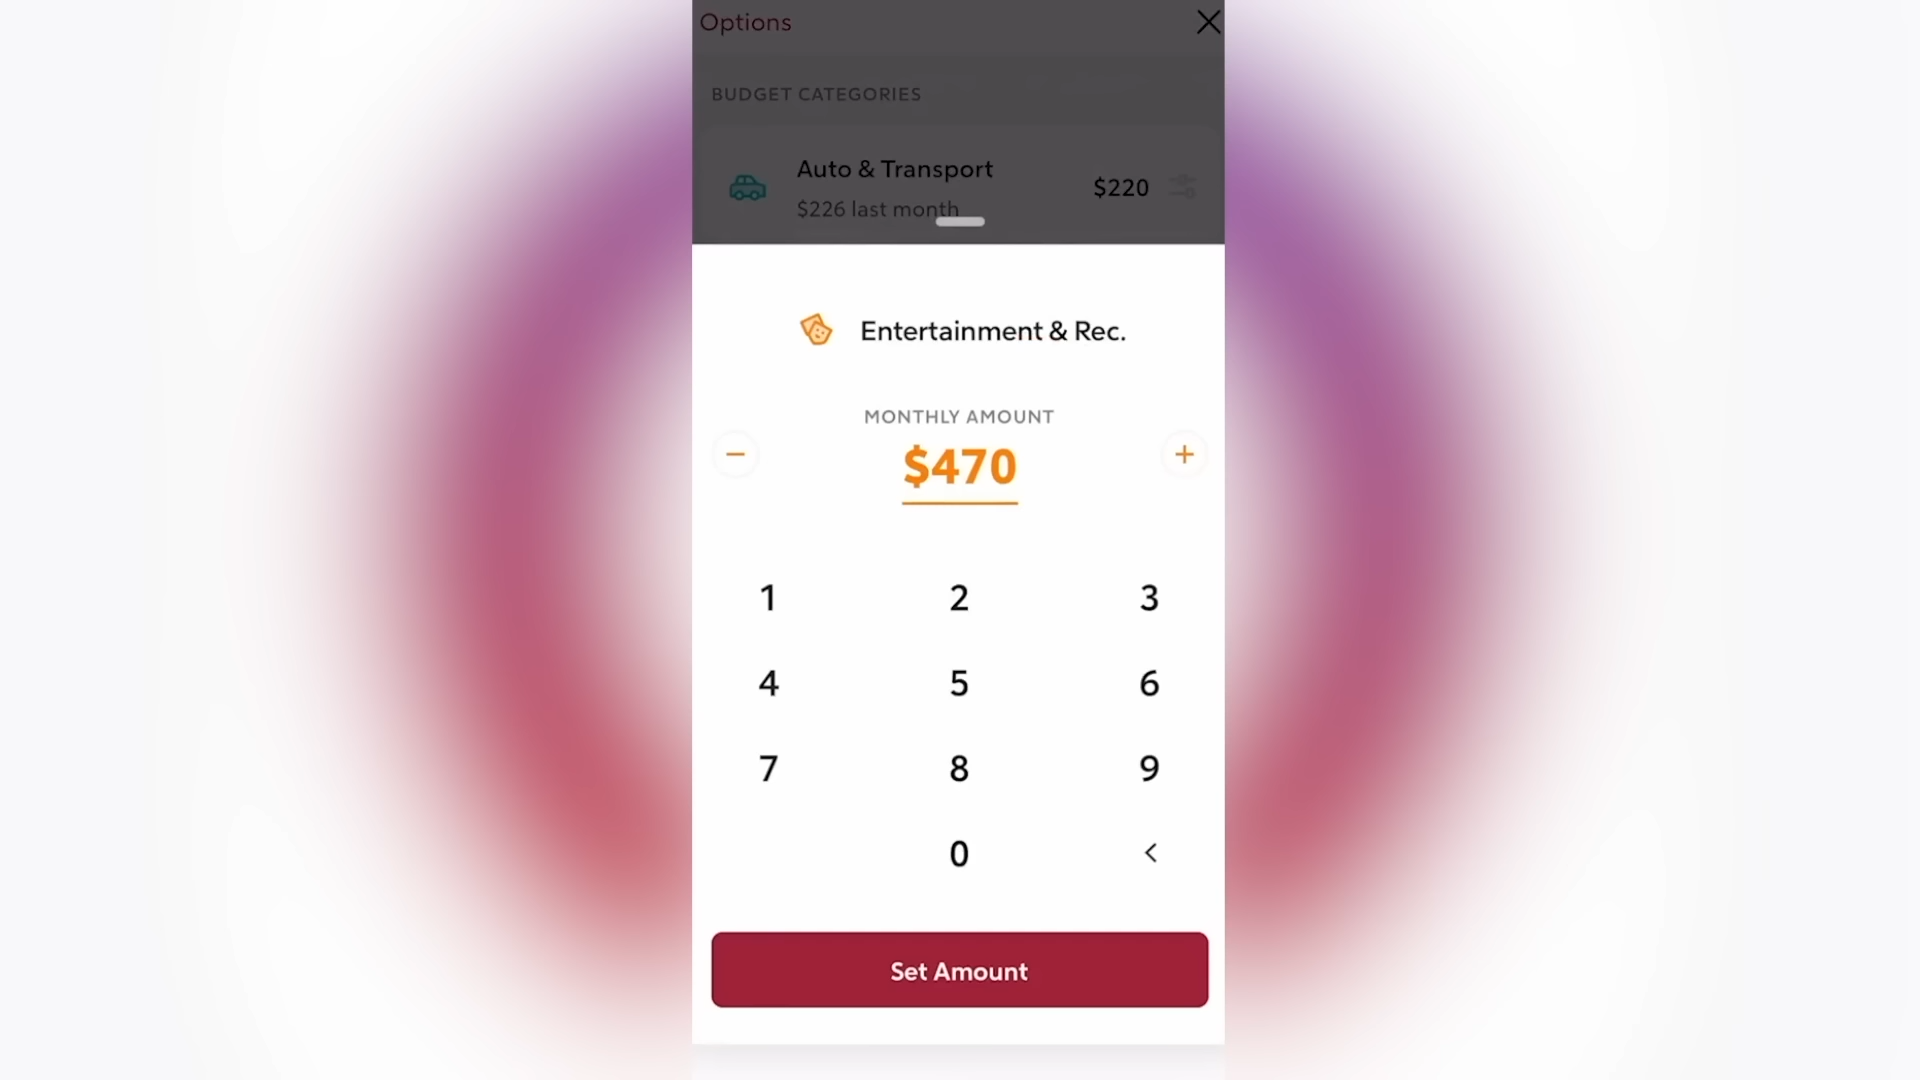 Options
BUDGET CATEGORIES
Auto & Transport
$220
$226 last month
Entertainment & Rec.
MONTHLY AMOUNT
$470
1 2 3
4 5 6
7 8 9
0
Set Amount